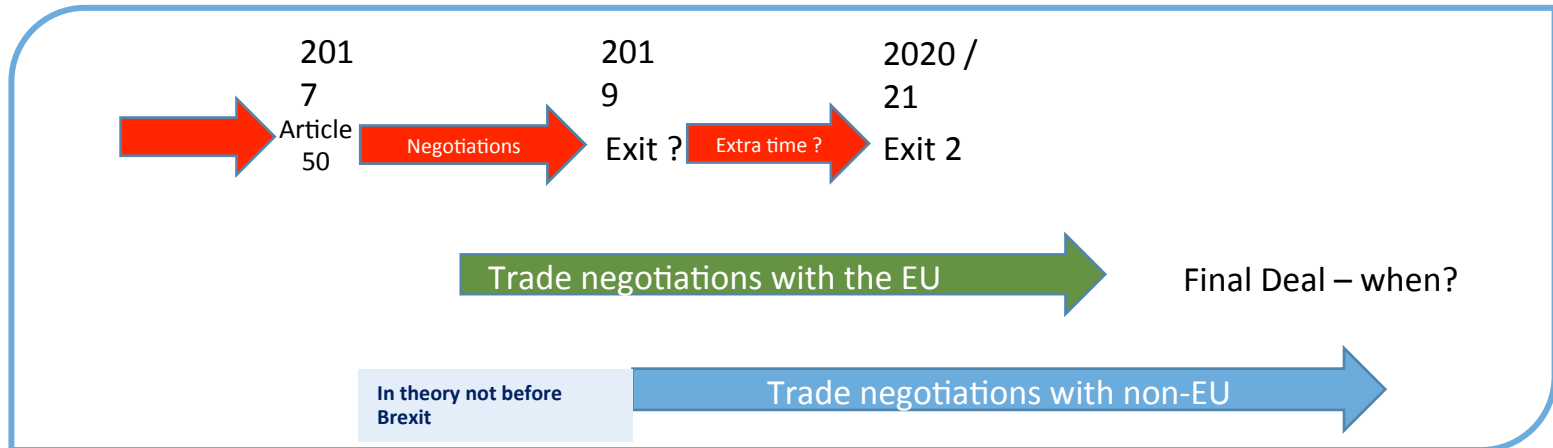 201
7
201
9
2020 /
21
Article
50
Negotiations
Exit ?
Extra time ?
Exit 2
Trade negotiations with the EU
Final Deal – when?
In theory not before
Brexit
Trade negotiations with non-EU